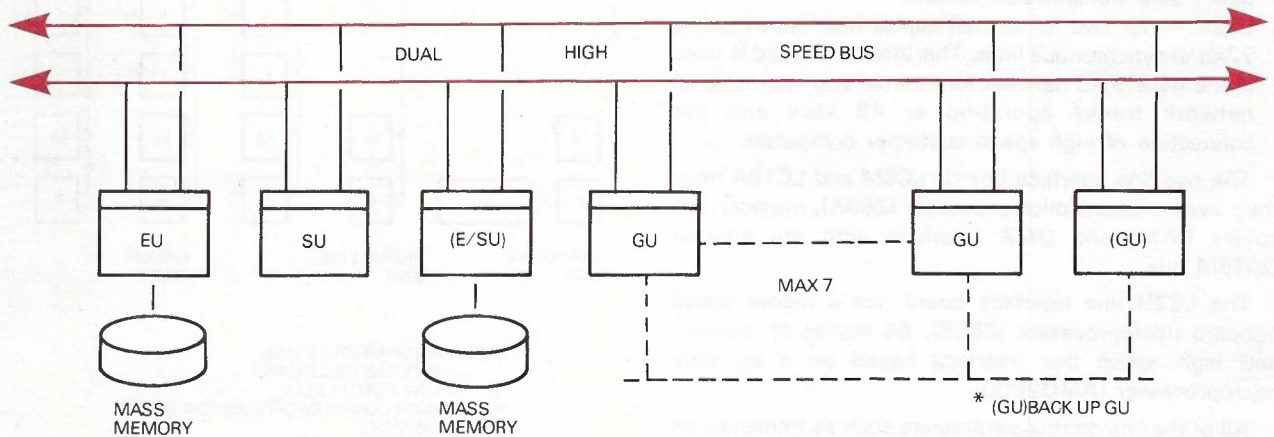 DUAL HIGH SPEED BUS
EU SU (E/SU) GU GU (GU)
MAX 7
MASS
MEMORY
MASS
MEMORY
* (GU)BACK UP GU